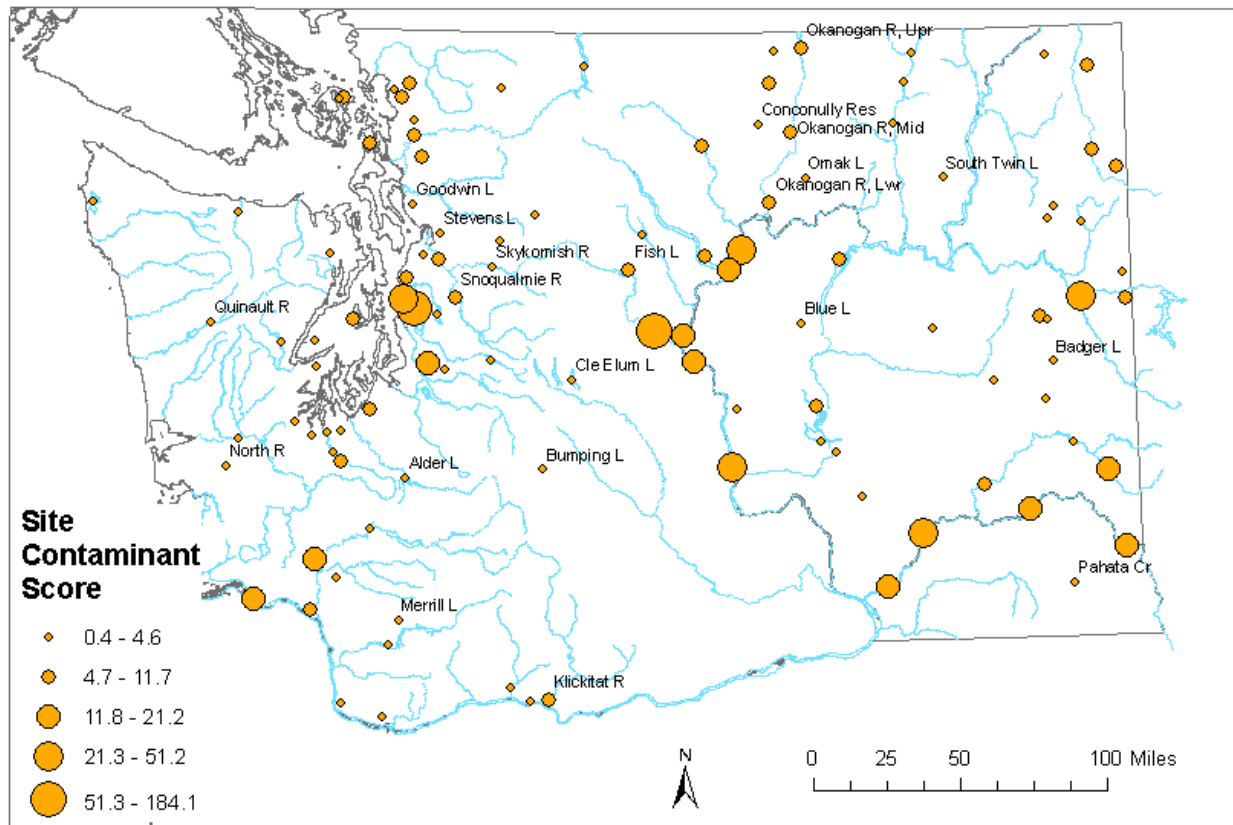 Okanogan R, Upr
Conconully Res
Okanogan R, Mid
Omak L
South Twin L
Okanogan R, Lwr
Goodwin L
Stevens L
Skykomish R
Fish L
Snoqualmie R
Quinault R
Blue L
Badger L
Cle Elum L
North R
Alder L
Bumping L
Pahata Cr
Merrill L
Klickitat R
Site
Contaminant
Score
0.4 - 4.6
4.7 - 11.7
11.8 - 21.2
21.3 - 51.2
51.3 - 184.1
N
0 25 50 100 Miles